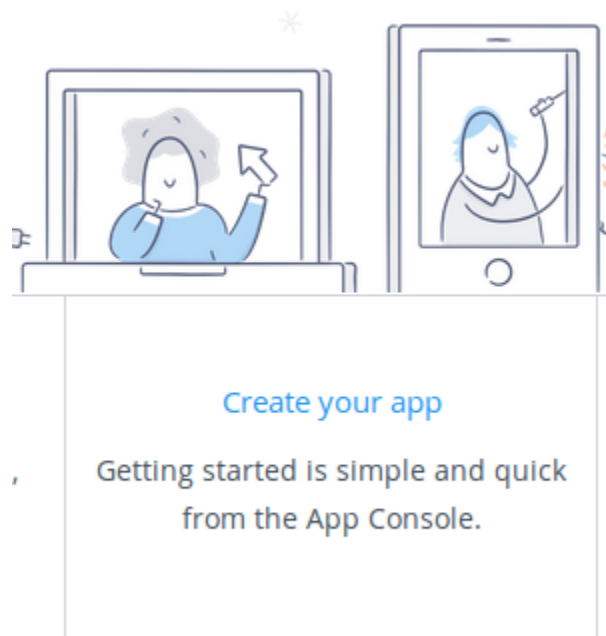 Create your app
,
Getting started is simple and quick
from the App Console.